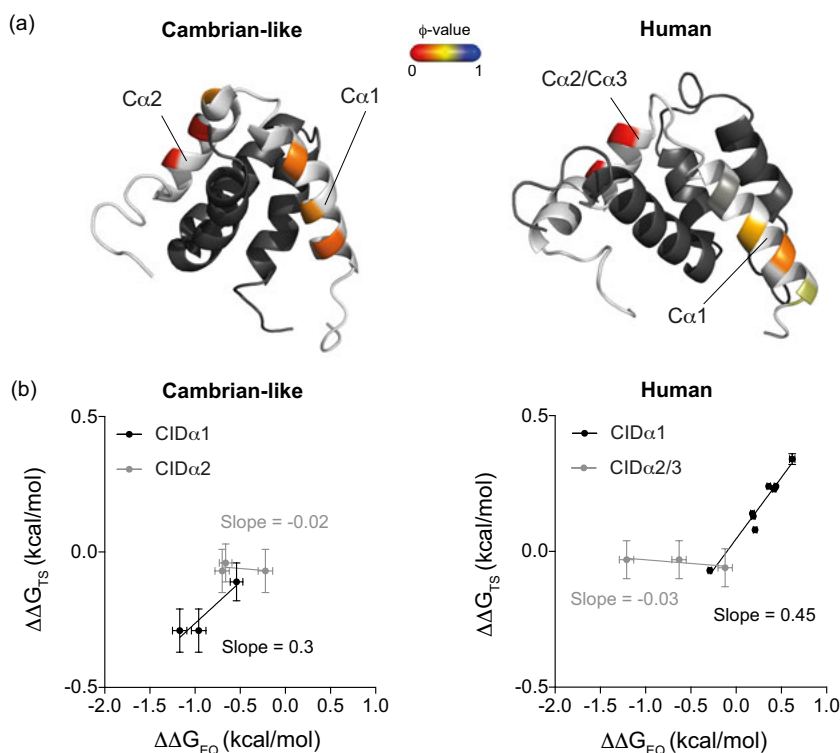 (a)
Cambrian-like
ϕ-value
0 1
Human
Cα2
Cα1
Cα2/Cα3
Cα1
(b)
Cambrian-like
0.5
0.0
-0.5
-2.0 -1.5 -1.0 -0.5 0.0 0.5 1.0
ΔΔG_TS (kcal/mol)
ΔΔG_EQ (kcal/mol)
CIDα1
CIDα2
Slope = -0.02
Slope = 0.3
Human
0.5
0.0
-0.5
-2.0 -1.5 -1.0 -0.5 0.0 0.5 1.0
ΔΔG_TS (kcal/mol)
ΔΔG_EQ (kcal/mol)
CIDα1
CIDα2/3
Slope = -0.03
Slope = 0.45